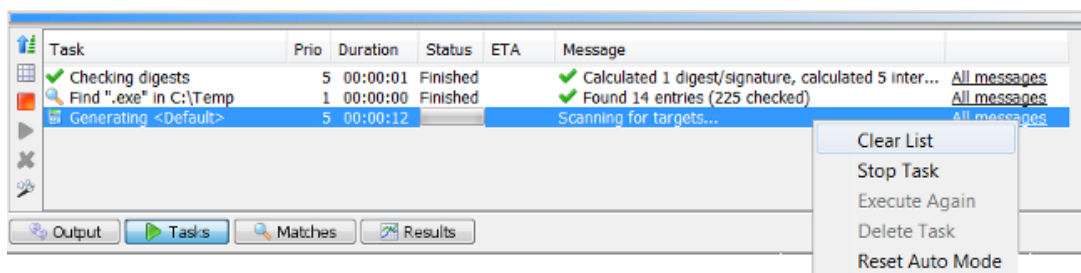 Task Prio Duration Status ETA Message
Checking digests 5 00:00:01 Finished Calculated 1 digest/signature, calculated 5 inter... All messages
Find ".exe" in C:\Temp 1 00:00:00 Finished Found 14 entries (225 checked) All messages
Generating <Default> 5 00:00:12 Scanning for targets... All messages
Clear List
Stop Task
Execute Again
Delete Task
Reset Auto Mode
Output Tasks Matches Results